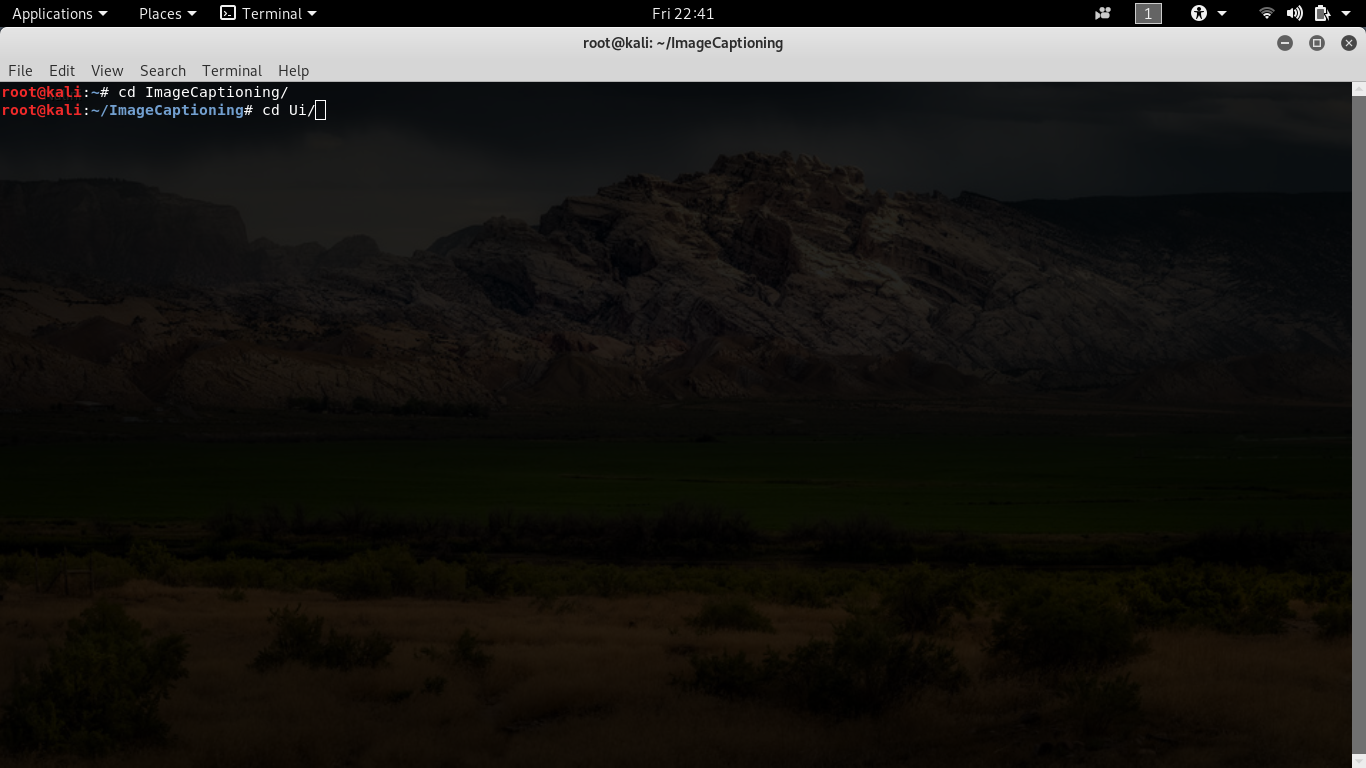 Applications Places Terminal Fri 22:41 1
root@kali: ~/ImageCaptioning
File Edit View Search Terminal Help
root@kali:~# cd ImageCaptioning/
root@kali:~/ImageCaptioning# cd Ui/